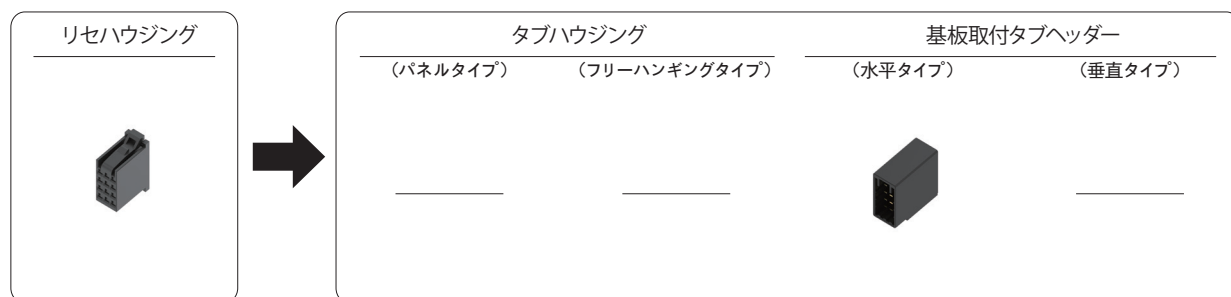 リセハウジング
タブハウジング
基板取付タブヘッダー
（パネルタイプ）
（フリーハンギングタイプ）
（水平タイプ）
（垂直タイプ）